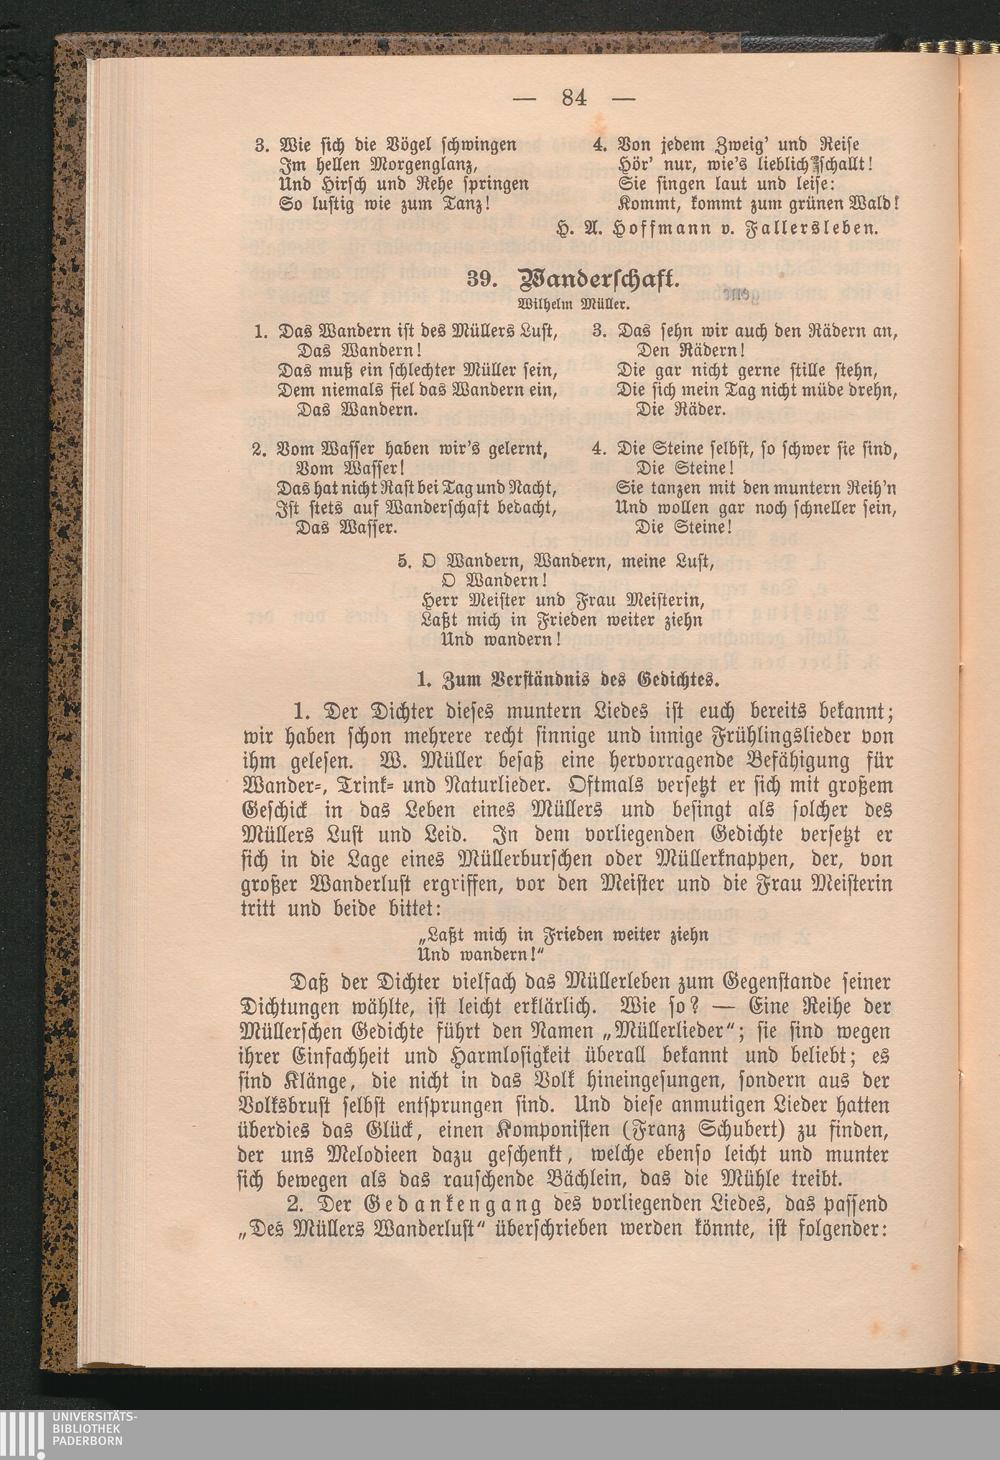 — 84 —
3. Wie sich die Vögel schwingen
Im hellen Morgenglanz,
Und Hirsch und Rehe springen
So lustig wie zum Tanz!
4. Von jedem Zweig' und Reise
Hör' nur, wie's lieblich schallt!
Sie singen laut und leise:
Kommt, kommt zum grünen Wald!
H. A. Hoffmann v. Fallersleben.
39. Wanderschaft.
Wilhelm Müller.
1. Das Wandern ist des Müllers Lust,
Das Wandern!
Das muß ein schlechter Müller sein,
Dem niemals fiel das Wandern ein,
Das Wandern.
2. Vom Wasser haben wir's gelernt,
Vom Wasser!
Das hat nicht Rast bei Tag und Nacht,
Ist stets auf Wanderschaft bedacht,
Das Wasser.
3. Das sehn wir auch den Rädern an,
Den Rädern!
Die gar nicht gerne stille stehn,
Die sich mein Tag nicht müde drehn,
Die Räder.
4. Die Steine selbst, so schwer sie sind,
Die Steine!
Sie tanzen mit den muntern Reih'n
Und wollen gar noch schneller sein,
Die Steine!
5. O Wandern, Wandern, meine Lust,
O Wandern!
Herr Meister und Frau Meisterin,
Laßt mich in Frieden weiter ziehn
Und wandern!
1. Zum Verständnis des Gedichtes.
1. Der Dichter dieses muntern Liedes ist euch bereits bekannt;
wir haben schon mehrere recht sinnige und innige Frühlingslieder von
ihm gelesen. W. Müller besaß eine hervorragende Befähigung für
Wander-, Trink- und Naturlieder. Oftmals versetzt er sich mit großem
Geschick in das Leben eines Müllers und besingt als solcher des
Müllers Lust und Leid. In dem vorliegenden Gedichte versetzt er
sich in die Lage eines Müllerburschen oder Müllerknappen, der, von
großer Wanderlust ergriffen, vor den Meister und die Frau Meisterin
tritt und beide bittet:
„Laßt mich in Frieden weiter ziehn
Und wandern!“
Daß der Dichter vielfach das Müllerleben zum Gegenstande seiner
Dichtungen wählte, ist leicht erklärlich. Wie so? — Eine Reihe der
Müllerschen Gedichte führt den Namen „Müllerlieder“; sie sind wegen
ihrer Einfachheit und Harmlosigkeit überall bekannt und beliebt; es
sind Klänge, die nicht in das Volk hineingesungen, sondern aus der
Volksbrust selbst entsprungen sind. Und diese anmutigen Lieder hatten
überdies das Glück, einen Komponisten (Franz Schubert) zu finden,
der uns Melodieen dazu geschenkt, welche ebenso leicht und munter
sich bewegen als das rauschende Bächlein, das die Mühle treibt.
2. Der Gedankengang des vorliegenden Liedes, das passend
„Des Müllers Wanderlust“ überschrieben werden könnte, ist folgender:
UNIVERSITÄTS-
BIBLIOTHEK
PADERBORN